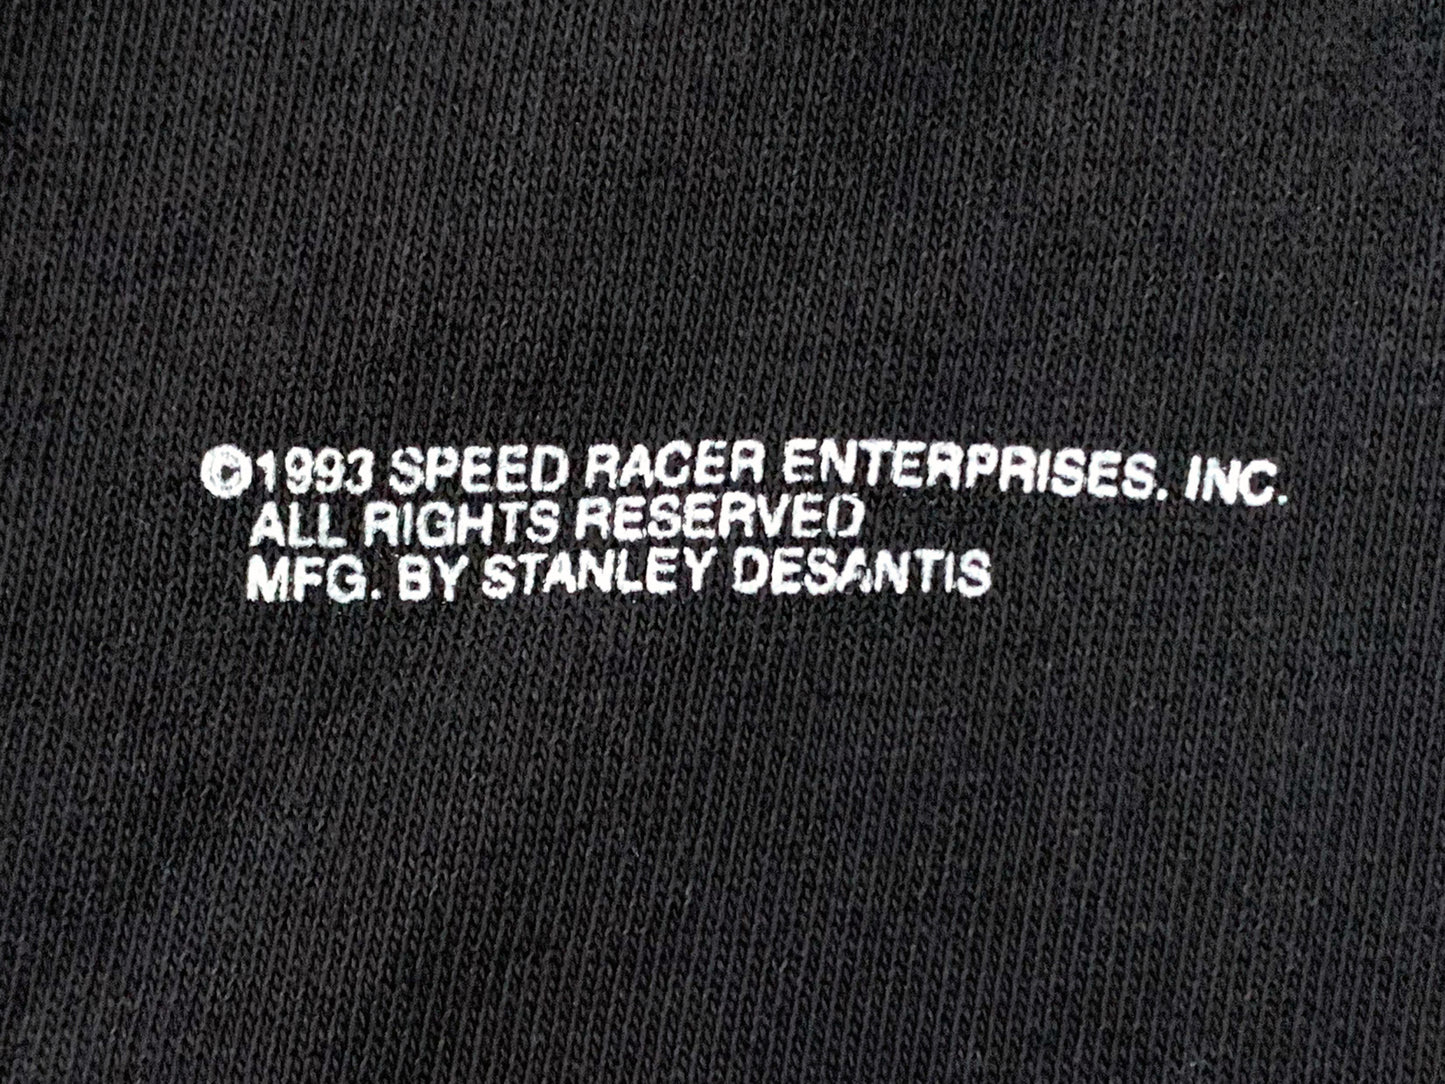 ©1993 SPEED RACER ENTERPRISES. INC.
ALL RIGHTS RESERVED
MFG. BY STANLEY DESANTIS